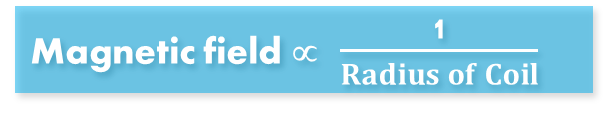 Magnetic field ∝ 1
Radius of Coil